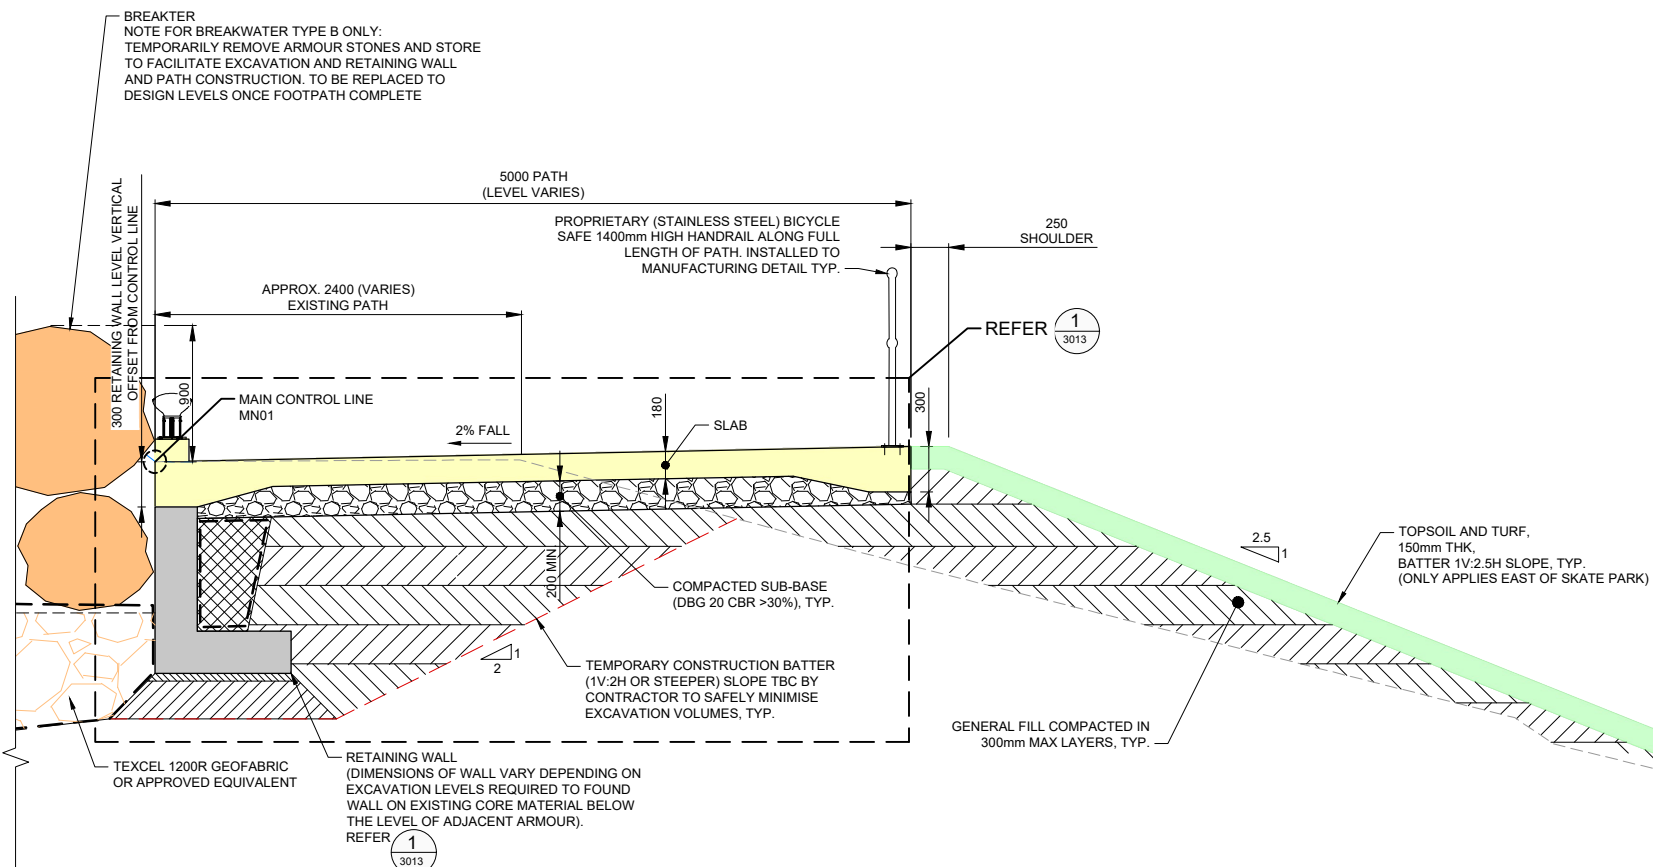 BREAKTER
NOTE FOR BREAKWATER TYPE B ONLY:
TEMPORARILY REMOVE ARMOUR STONES AND STORE
TO FACILITATE EXCAVATION AND RETAINING WALL
AND PATH CONSTRUCTION. TO BE REPLACED TO
DESIGN LEVELS ONCE FOOTPATH COMPLETE
5000 PATH
(LEVEL VARIES)
PROPRIETARY (STAINLESS STEEL) BICYCLE
SAFE 1400mm HIGH HANDRAIL ALONG FULL
LENGTH OF PATH. INSTALLED TO
MANUFACTURING DETAIL TYP.
250
SHOULDER
300 RETAINING WALL LEVEL VERTICAL
OFFSET FROM CONTROL LINE
APPROX. 2400 (VARIES)
EXISTING PATH
REFER
1
3013
900
MAIN CONTROL LINE
MN01
2% FALL
180
SLAB
300
2.5
1
TOPSOIL AND TURF,
150mm THK,
BATTER 1V:2.5H SLOPE, TYP.
(ONLY APPLIES EAST OF SKATE PARK)
200 MIN
COMPACTED SUB-BASE
(DBG 20 CBR >30%), TYP.
1
2
TEMPORARY CONSTRUCTION BATTER
(1V:2H OR STEEPER) SLOPE TBC BY
CONTRACTOR TO SAFELY MINIMISE
EXCAVATION VOLUMES, TYP.
GENERAL FILL COMPACTED IN
300mm MAX LAYERS, TYP.
TEXCEL 1200R GEOFABRIC
OR APPROVED EQUIVALENT
RETAINING WALL
(DIMENSIONS OF WALL VARY DEPENDING ON
EXCAVATION LEVELS REQUIRED TO FOUND
WALL ON EXISTING CORE MATERIAL BELOW
THE LEVEL OF ADJACENT ARMOUR).
REFER
1
3013